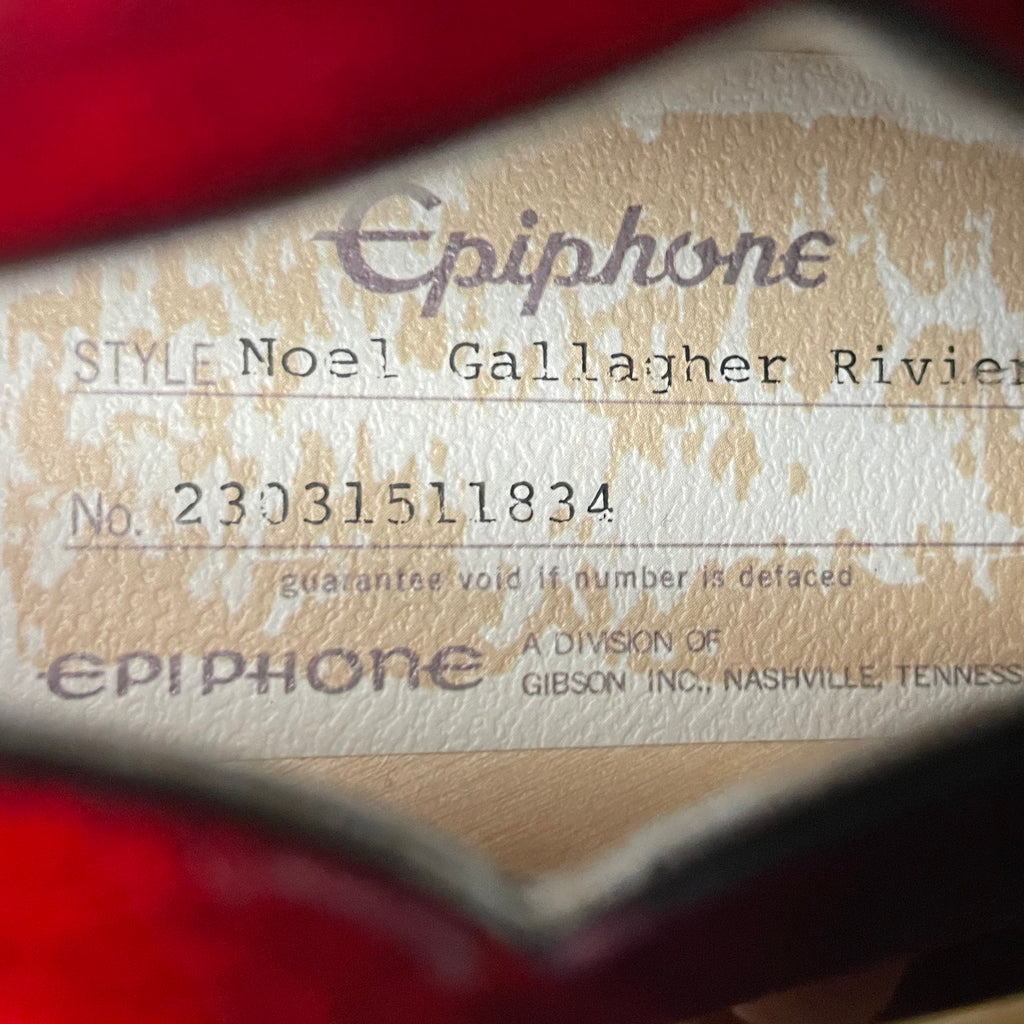 Epiphone
STYLE Noel Gallagher Rivier
No. 23031511834
guarantee void if number is defaced
EPIPHONE A DIVISION OF
GIBSON INC., NASHVILLE, TENNESS